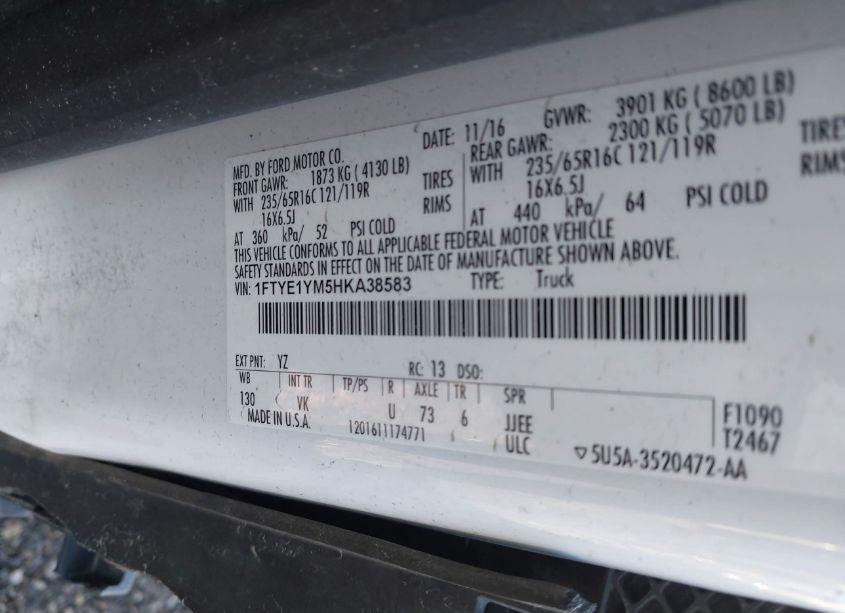 MFD. BY FORD MOTOR CO. DATE: 11/16 GVWR: 3901 KG ( 8600 LB)
FRONT GAWR: 1873 KG ( 4130 LB) REAR GAWR: 2300 KG ( 5070 LB)
WITH 235/65R16C 121/119R TIRES WITH 235/65R16C 121/119R TIRES
16X6.5J RIMS 16X6.5J RIMS
AT 360 kPa/ 52 PSI COLD AT 440 kPa/ 64 PSI COLD
THIS VEHICLE CONFORMS TO ALL APPLICABLE FEDERAL MOTOR VEHICLE
SAFETY STANDARDS IN EFFECT ON THE DATE OF MANUFACTURE SHOWN ABOVE.
VIN: 1FTYE1YM5HKA38583 TYPE: Truck
EXT PNT: YZ RC: 13 DSO:
WB INT TR TP/PS R AXLE TR SPR
130 VK U 73 6 JJEE F1090
MADE IN U.S.A. 1201611174771 ULC T2467
▽5U5A-3520472-AA